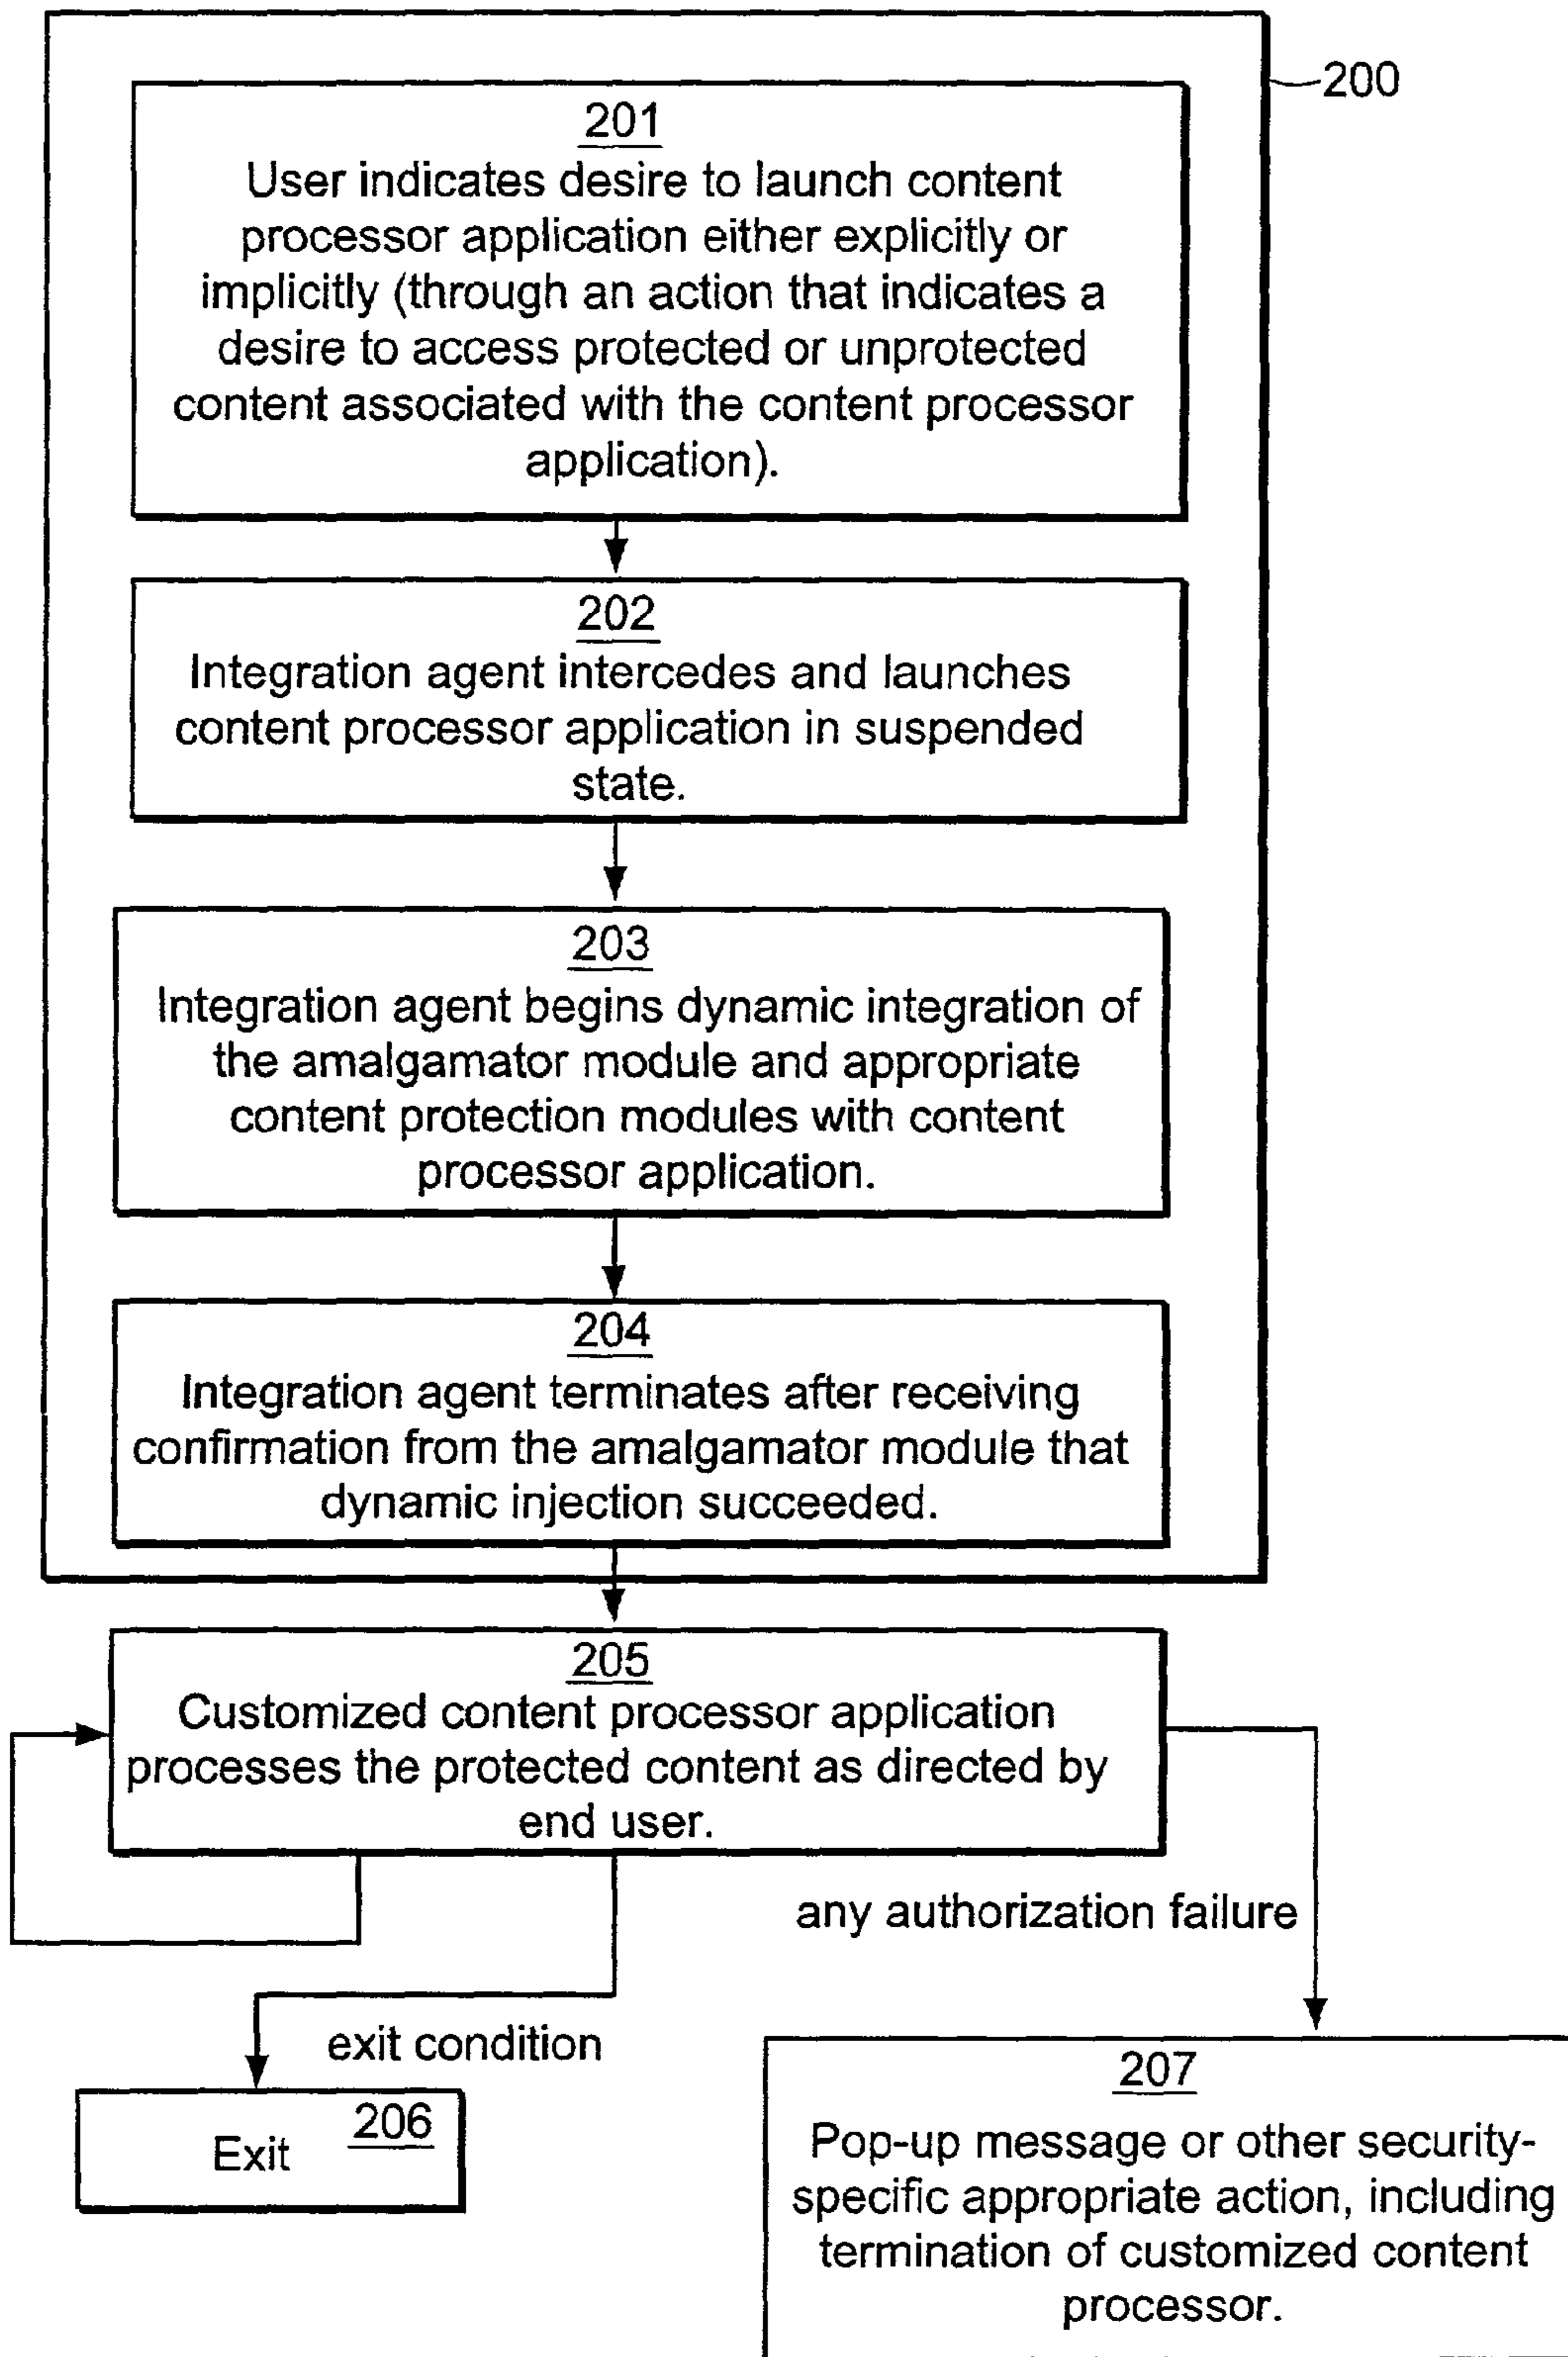 200
201
User indicates desire to launch content
processor application either explicitly or
implicitly (through an action that indicates a
desire to access protected or unprotected
content associated with the content processor
application).
202
Integration agent intercedes and launches
content processor application in suspended
state.
203
Integration agent begins dynamic integration of
the amalgamator module and appropriate
content protection modules with content
processor application.
204
Integration agent terminates after receiving
confirmation from the amalgamator module that
dynamic injection succeeded.
205
Customized content processor application
processes the protected content as directed by
end user.
any authorization failure
exit condition
206
Exit
207
Pop-up message or other security-
specific appropriate action, including
termination of customized content
processor.